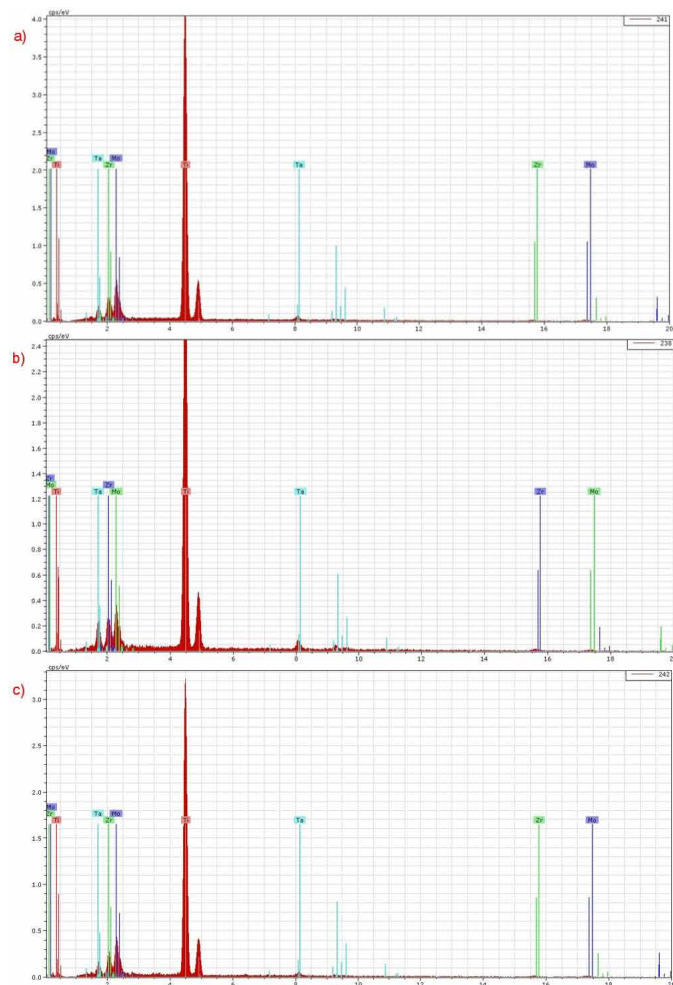 a)
cps/eV
241
4.0
3.5
3.0
2.5
Mo
Zr Ti Ta Zr Mo Ti Ta Zr Mo
2.0
1.5
1.0
0.5
0.0
2 4 6 8 10 12 14 16 18 20
b)
cps/eV
238
2.4
2.2
2.0
1.8
1.6
1.4
Zr Zr
Mo Ti Ta Mo Ti Ta Zr Mo
1.2
1.0
0.8
0.6
0.4
0.2
0.0
2 4 6 8 10 12 14 16 18 20
c)
cps/eV
242
3.0
2.5
2.0
Mo
Zr Ti Ta Zr Mo Ti Ta Zr Mo
1.5
1.0
0.5
0.0
2 4 6 8 10 12 14 16 18 20